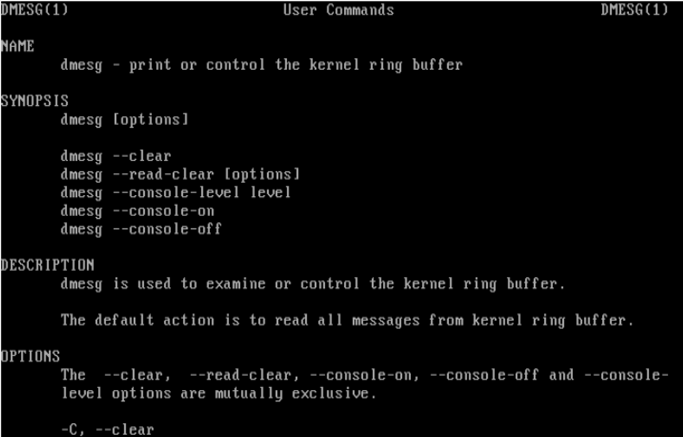 DMESG(1) User Commands DMESG(1)
NAME
dmesg - print or control the kernel ring buffer
SYNOPSIS
dmesg [options]
dmesg --clear
dmesg --read-clear [options]
dmesg --console-level level
dmesg --console-on
dmesg --console-off
DESCRIPTION
dmesg is used to examine or control the kernel ring buffer.
The default action is to read all messages from kernel ring buffer.
OPTIONS
The --clear, --read-clear, --console-on, --console-off and --console-
level options are mutually exclusive.
-C, --clear